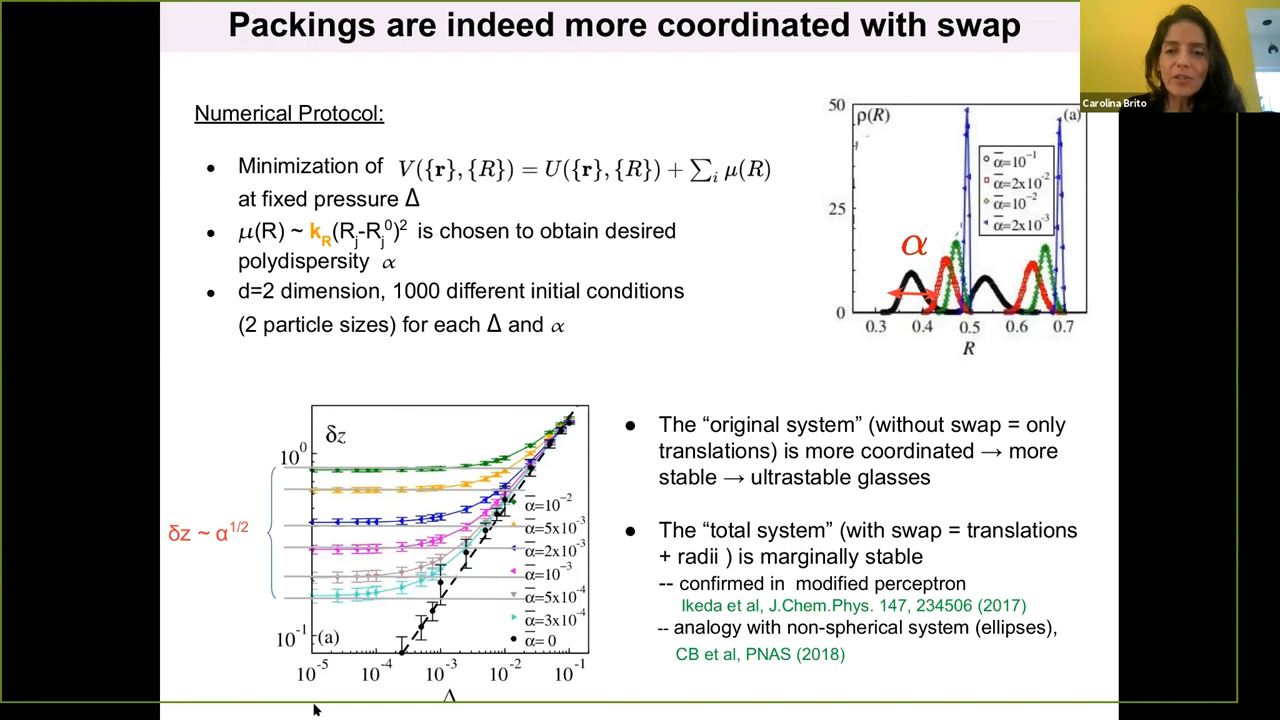 Packings are indeed more coordinated with swap
Carolina Brito
Numerical Protocol:
● Minimization of V({r},{R}) = U({r},{R}) + ∑ᵢ μ(R)
at fixed pressure Δ
● μ(R) ~ k_R(R_j-R_j⁰)² is chosen to obtain desired
polydispersity α
● d=2 dimension, 1000 different initial conditions
(2 particle sizes) for each Δ and α
50
25
0
ρ(R)
(a)
α̅=10⁻¹
α̅=2x10⁻²
α̅=10⁻²
α̅=2x10⁻³
α
0.3 0.4 0.5 0.6 0.7
R
δz
10⁰
10⁻¹
(a)
δz ~ α^1/2
α̅=10⁻²
α̅=5x10⁻³
α̅=2x10⁻³
α̅=10⁻³
α̅=5x10⁻⁴
α̅=3x10⁻⁴
α̅= 0
10⁻⁵ 10⁻⁴ 10⁻³ 10⁻² 10⁻¹
Δ
● The “original system” (without swap = only
translations) is more coordinated → more
stable → ultrastable glasses
● The “total system” (with swap = translations
+ radii ) is marginally stable
-- confirmed in modified perceptron
Ikeda et al, J.Chem.Phys. 147, 234506 (2017)
-- analogy with non-spherical system (ellipses),
CB et al, PNAS (2018)